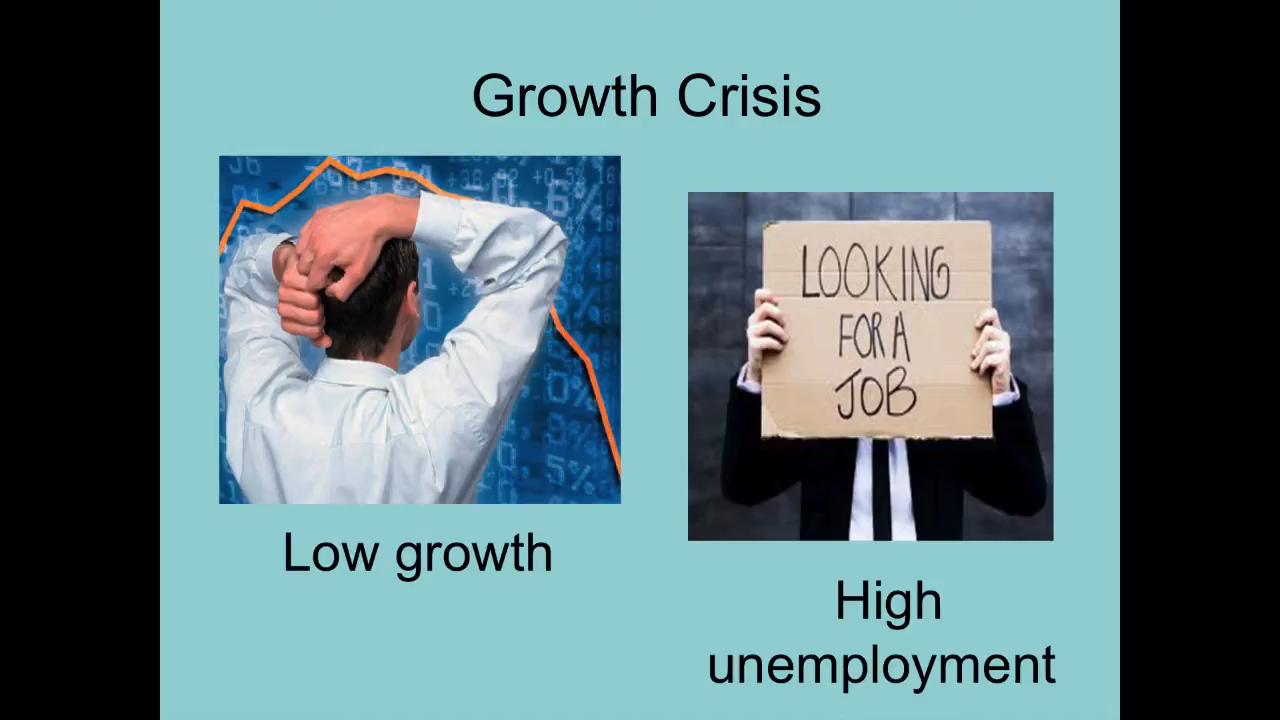 Growth Crisis
LOOKING
FOR A
JOB
Low growth
High
unemployment